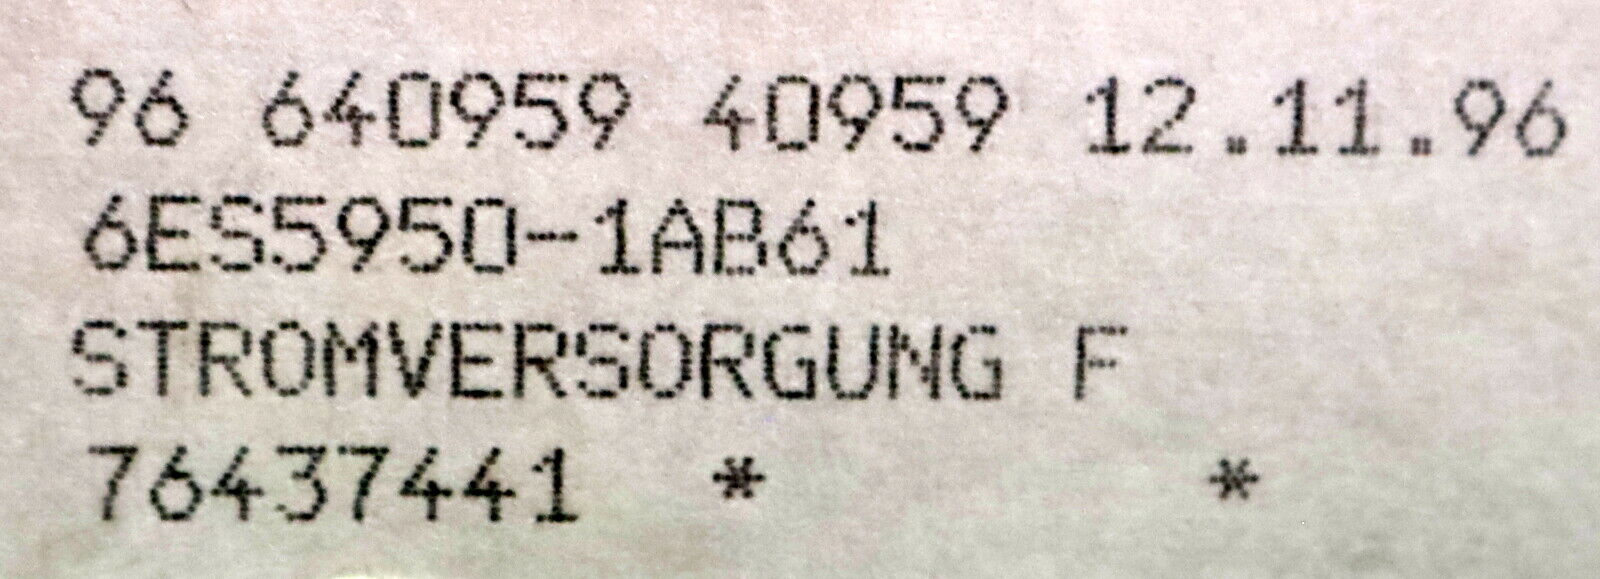 96 640959 40959 12.11.96
6ES5950-1AB61
STROMVERSORGUNG F
76437441 * *